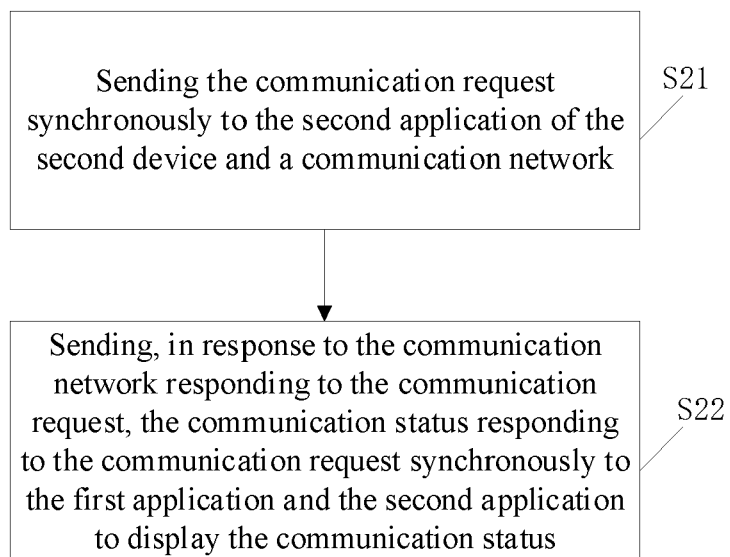 Sending the communication request
synchronously to the second application of the
second device and a communication network
S21
Sending, in response to the communication
network responding to the communication
request, the communication status responding
to the communication request synchronously to
the first application and the second application
to display the communication status
S22